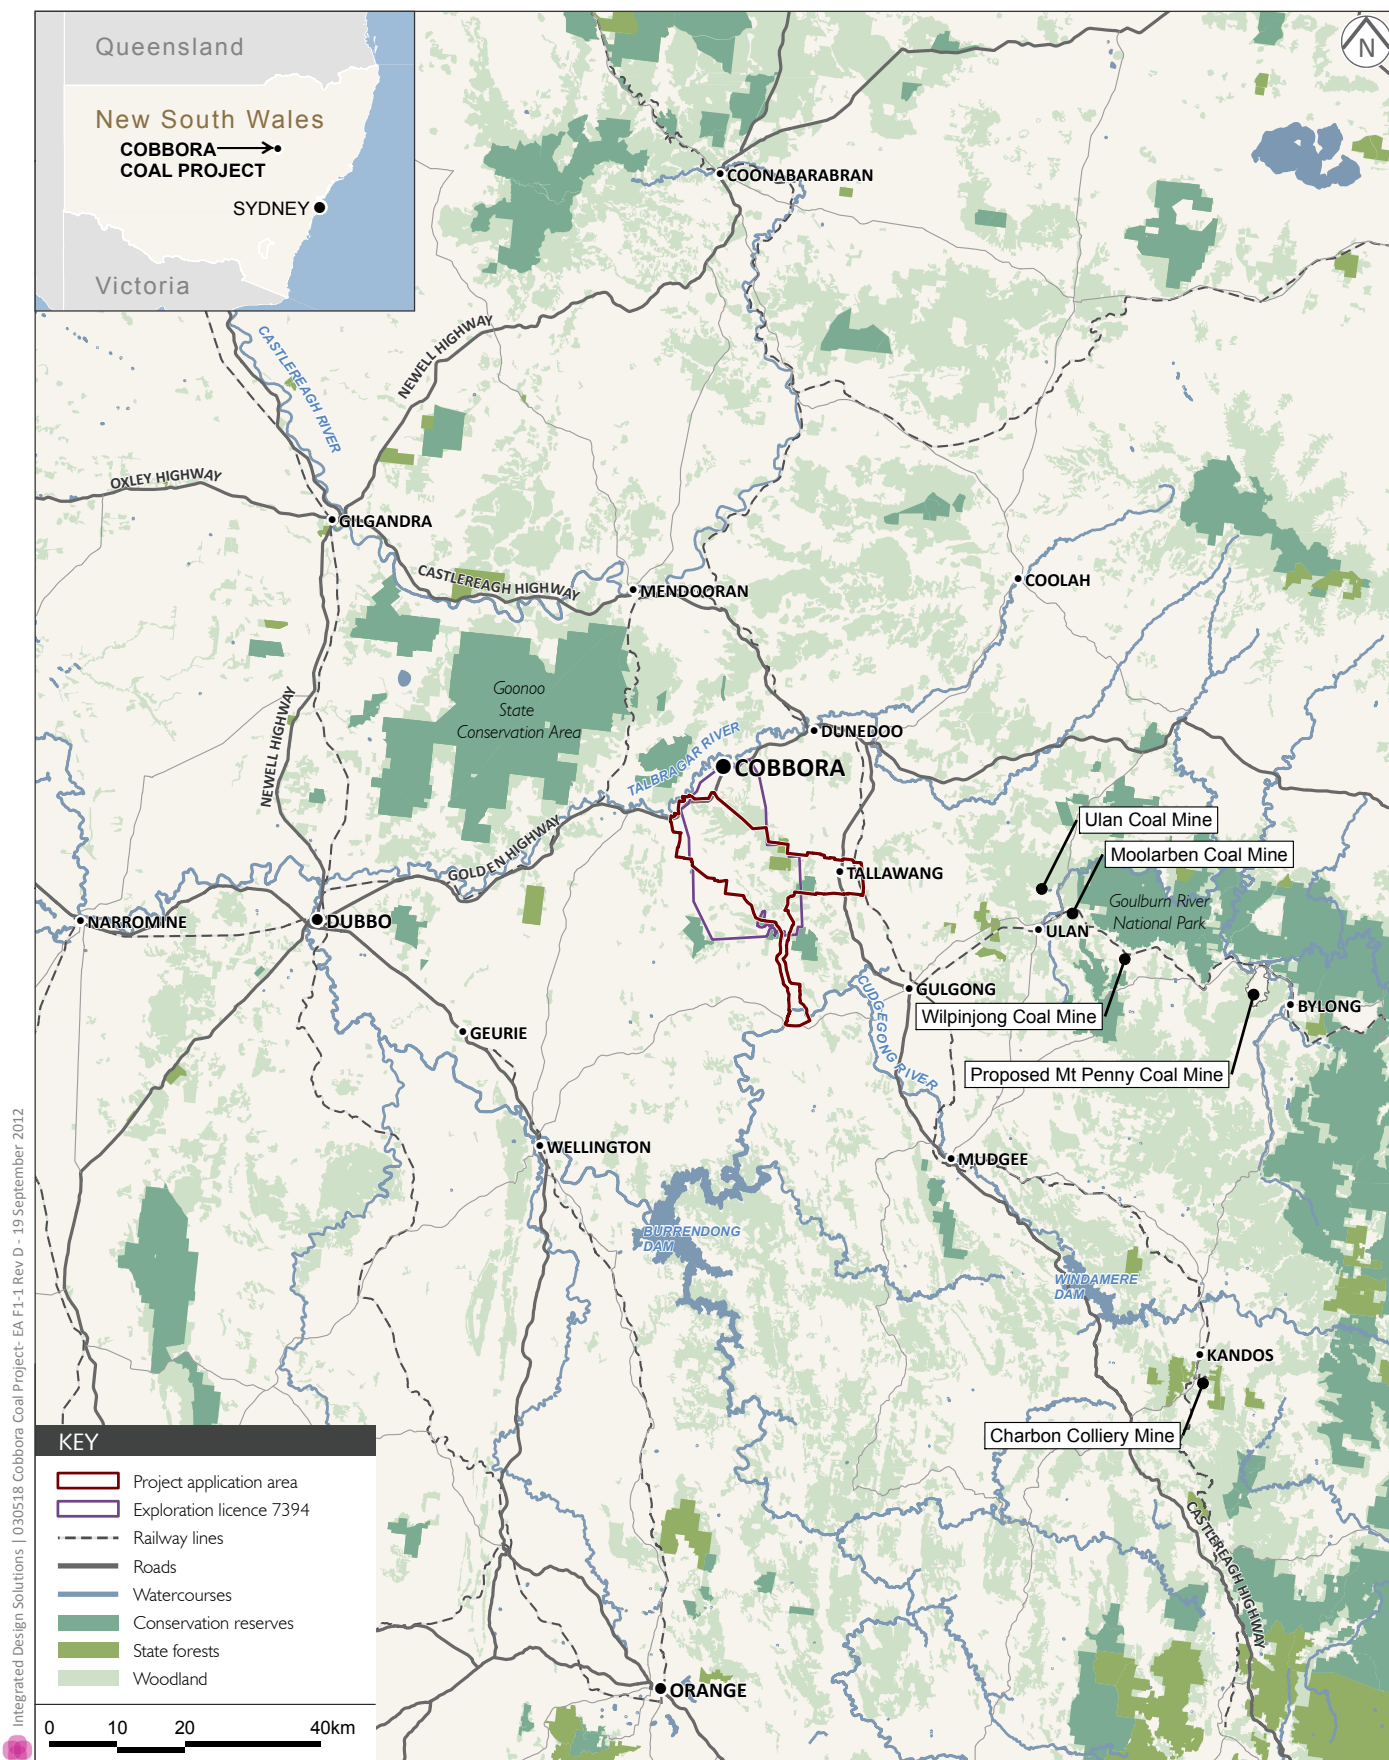 Queensland
New South Wales
COBBORA
COAL PROJECT
SYDNEY
Victoria
N
COONABARABRAN
CASTLEREAGH RIVER
NEWELL HIGHWAY
OXLEY HIGHWAY
GILGANDRA
CASTLEREAGH HIGHWAY
MENDOORAN
COOLAH
Goonoo
State
Conservation Area
NEWELL HIGHWAY
TALBRAGAR RIVER
DUNEDOO
COBBORA
Ulan Coal Mine
Moolarben Coal Mine
GOLDEN HIGHWAY
TALLAWANG
Goulburn River
National Park
NARROMINE
DUBBO
ULAN
CUDGEGONG RIVER
GULGONG
Wilpinjong Coal Mine
BYLONG
GEURIE
Proposed Mt Penny Coal Mine
WELLINGTON
MUDGEE
BURRENDONG
DAM
WINDAMERE
DAM
KANDOS
Charbon Colliery Mine
CASTLEREAGH HIGHWAY
ORANGE
KEY
Project application area
Exploration licence 7394
Railway lines
Roads
Watercourses
Conservation reserves
State forests
Woodland
0 10 20 40km
Integrated Design Solutions | 030518 Cobbora Coal Project- EA F1-1 Rev D - 19 September 2012